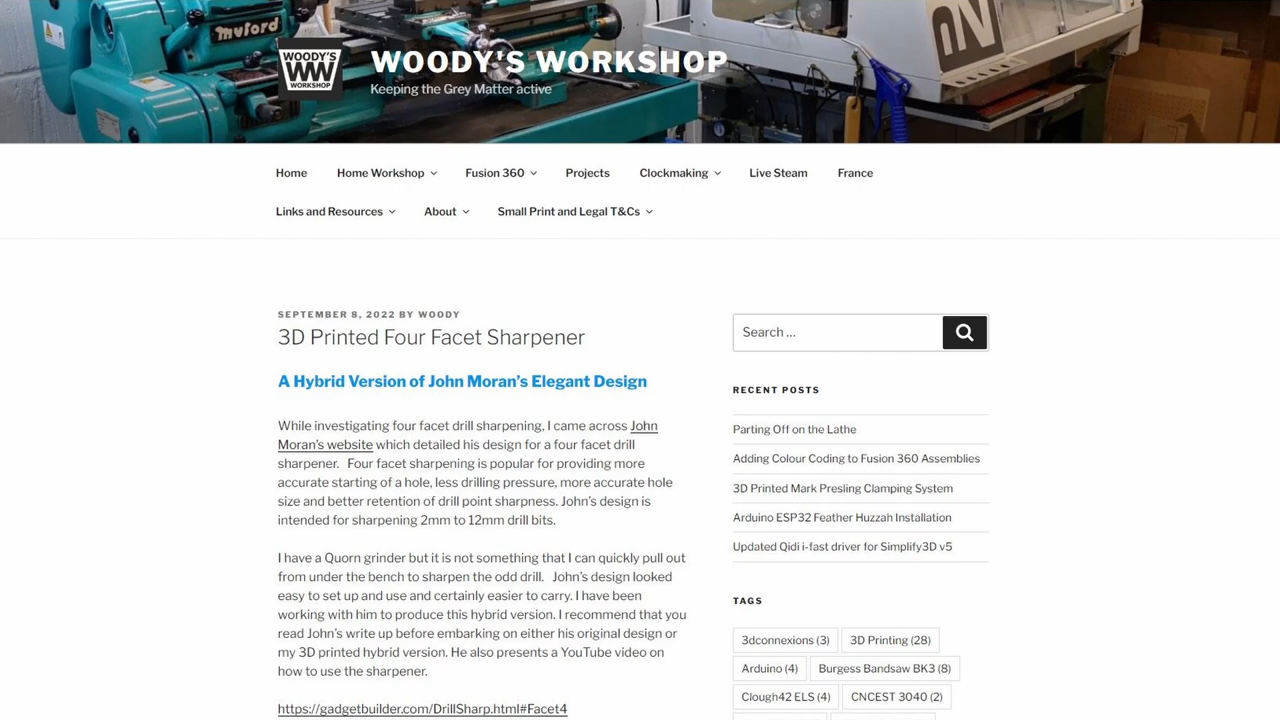 muford
WOODY'S
WW
WORKSHOP
WOODY'S WORKSHOP
Keeping the Grey Matter active
Home
Home Workshop
Fusion 360
Projects
Clockmaking
Live Steam
France
Links and Resources
About
Small Print and Legal T&Cs
SEPTEMBER 8, 2022 BY WOODY
3D Printed Four Facet Sharpener
A Hybrid Version of John Moran's Elegant Design
While investigating four facet drill sharpening, I came across John
Moran's website which detailed his design for a four facet drill
sharpener. Four facet sharpening is popular for providing more
accurate starting of a hole, less drilling pressure, more accurate hole
size and better retention of drill point sharpness. John's design is
intended for sharpening 2mm to 12mm drill bits.
I have a Quorn grinder but it is not something that I can quickly pull out
from under the bench to sharpen the odd drill. John's design looked
easy to set up and use and certainly easier to carry. I have been
working with him to produce this hybrid version. I recommend that you
read John's write up before embarking on either his original design or
my 3D printed hybrid version. He also presents a YouTube video on
how to use the sharpener.
https://gadgetbuilder.com/DrillSharp.html#Facet4
Search …
RECENT POSTS
Parting Off on the Lathe
Adding Colour Coding to Fusion 360 Assemblies
3D Printed Mark Presling Clamping System
Arduino ESP32 Feather Huzzah Installation
Updated Qidi i-fast driver for Simplify3D v5
TAGS
3dconnexions (3)
3D Printing (28)
Arduino (4)
Burgess Bandsaw BK3 (8)
Clough42 ELS (4)
CNCEST 3040 (2)